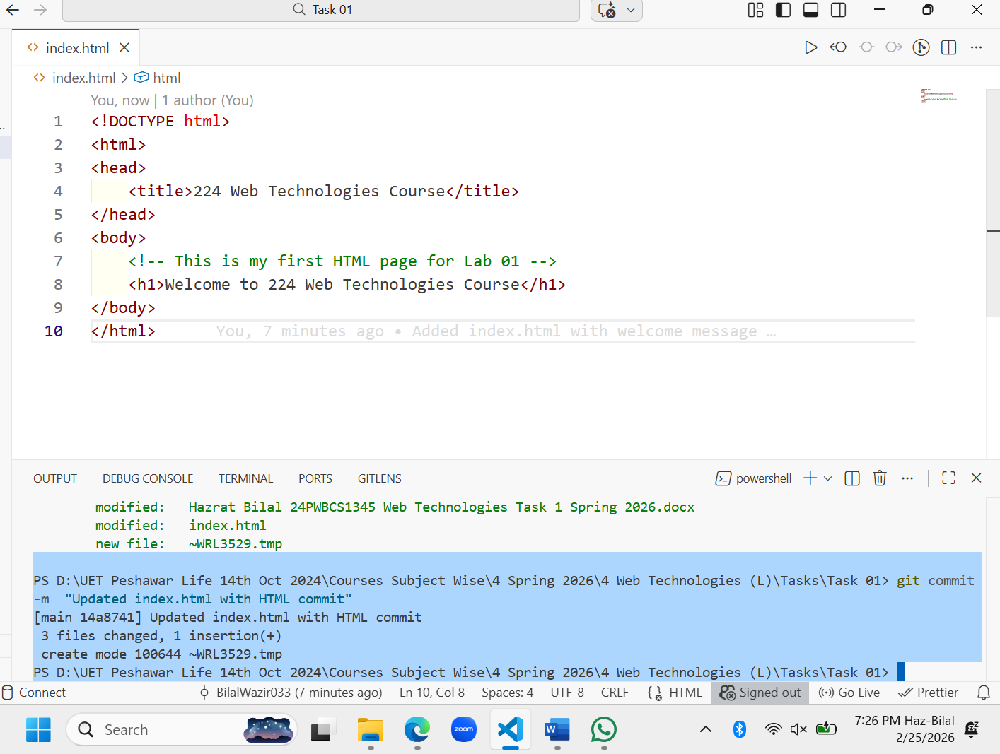 Task 01
index.html
index.html > html
You, now | 1 author (You)
1 <!DOCTYPE html>
2 <html>
3 <head>
4 <title>224 Web Technologies Course</title>
5 </head>
6 <body>
7 <!-- This is my first HTML page for Lab 01 -->
8 <h1>Welcome to 224 Web Technologies Course</h1>
9 </body>
10 </html> You, 7 minutes ago • Added index.html with welcome message …
OUTPUT DEBUG CONSOLE TERMINAL PORTS GITLENS powershell
modified: Hazrat Bilal 24PWBCS1345 Web Technologies Task 1 Spring 2026.docx
modified: index.html
new file: ~WRL3529.tmp
PS D:\UET Peshawar Life 14th Oct 2024\Courses Subject Wise\4 Spring 2026\4 Web Technologies (L)\Tasks\Task 01> git commit
-m "Updated index.html with HTML commit"
[main 14a8741] Updated index.html with HTML commit
3 files changed, 1 insertion(+)
create mode 100644 ~WRL3529.tmp
PS D:\UET Peshawar Life 14th Oct 2024\Courses Subject Wise\4 Spring 2026\4 Web Technologies (L)\Tasks\Task 01>
Connect BilalWazir033 (7 minutes ago) Ln 10, Col 8 Spaces: 4 UTF-8 CRLF HTML Signed out Go Live Prettier
Search zoom 7:26 PM Haz-Bilal
2/25/2026